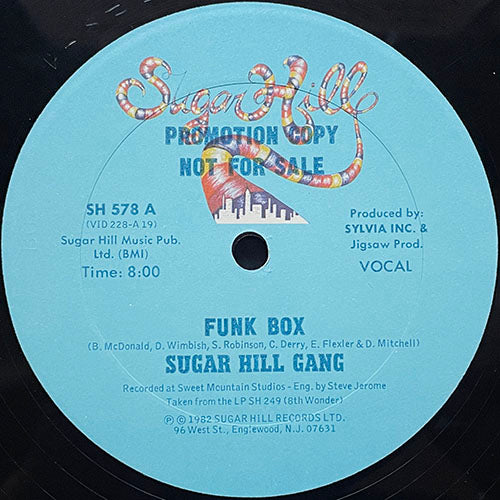 Sugar Hill
PROMOTION COPY
NOT FOR SALE
SH 578 A
(VID 228-A 19)
Sugar Hill Music Pub.
Ltd. (BMI)
Time: 8:00
Produced by:
SYLVIA INC. &
Jigsaw Prod.
VOCAL
FUNK BOX
(B. McDonald, D. Wimbish, S. Robinson, C. Derry, E. Flexler & D. Mitchell)
SUGAR HILL GANG
Recorded at Sweet Mountain Studios - Eng. by Steve Jerome
Taken from the LP SH 249 (8th Wonder)
Ⓟ © 1982 SUGAR HILL RECORDS LTD.
96 West St., Englewood, N.J. 07631